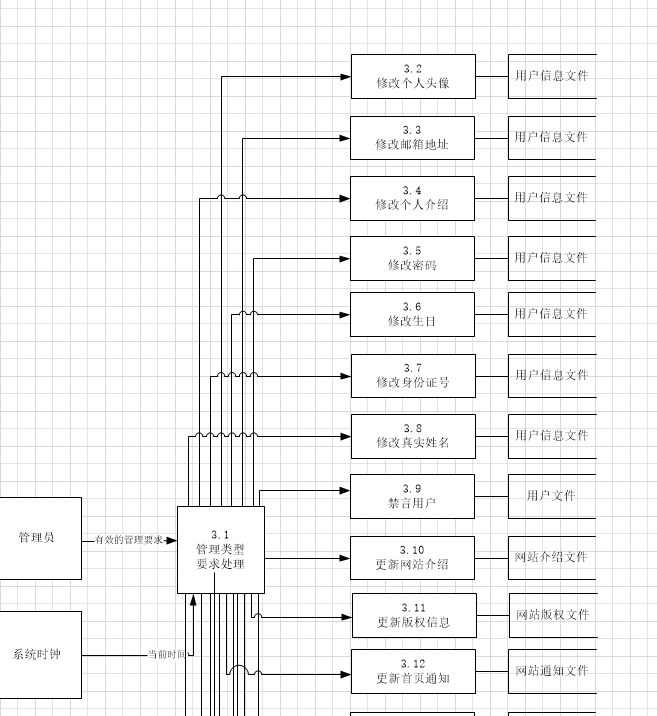 3.2
修改个人头像
用户信息文件
3.3
修改邮箱地址
用户信息文件
3.4
修改个人介绍
用户信息文件
3.5
修改密码
用户信息文件
3.6
修改生日
用户信息文件
3.7
修改身份证号
用户信息文件
3.8
修改真实姓名
用户信息文件
3.9
禁言用户
用户文件
管理员
有效的管理要求
3.1
管理类型
要求处理
3.10
更新网站介绍
网站介绍文件
3.11
更新版权信息
网站版权文件
系统时钟
当前时间
3.12
更新首页通知
网站通知文件